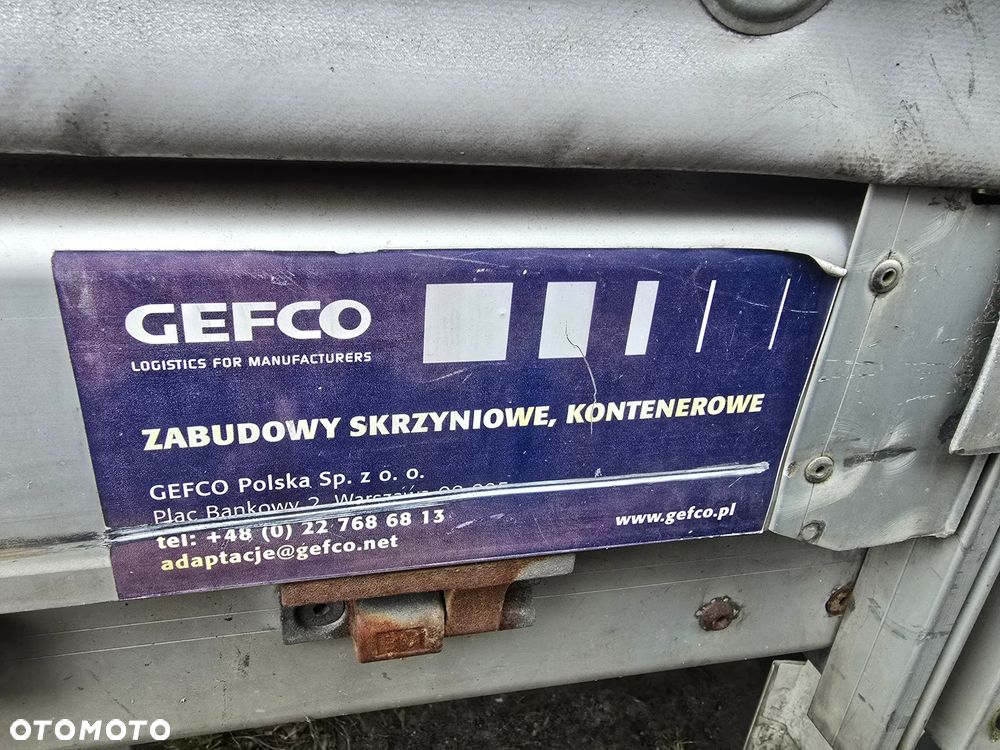 GEFCO
LOGISTICS FOR MANUFACTURERS
ZABUDOWY SKRZYNIOWE, KONTENEROWE
GEFCO Polska Sp. z o. o.
Plac Bankowy 2, Warszawa
tel: +48 (0) 22 768 68 13
www.gefco.pl
adaptacje@gefco.net
OTOMOTO